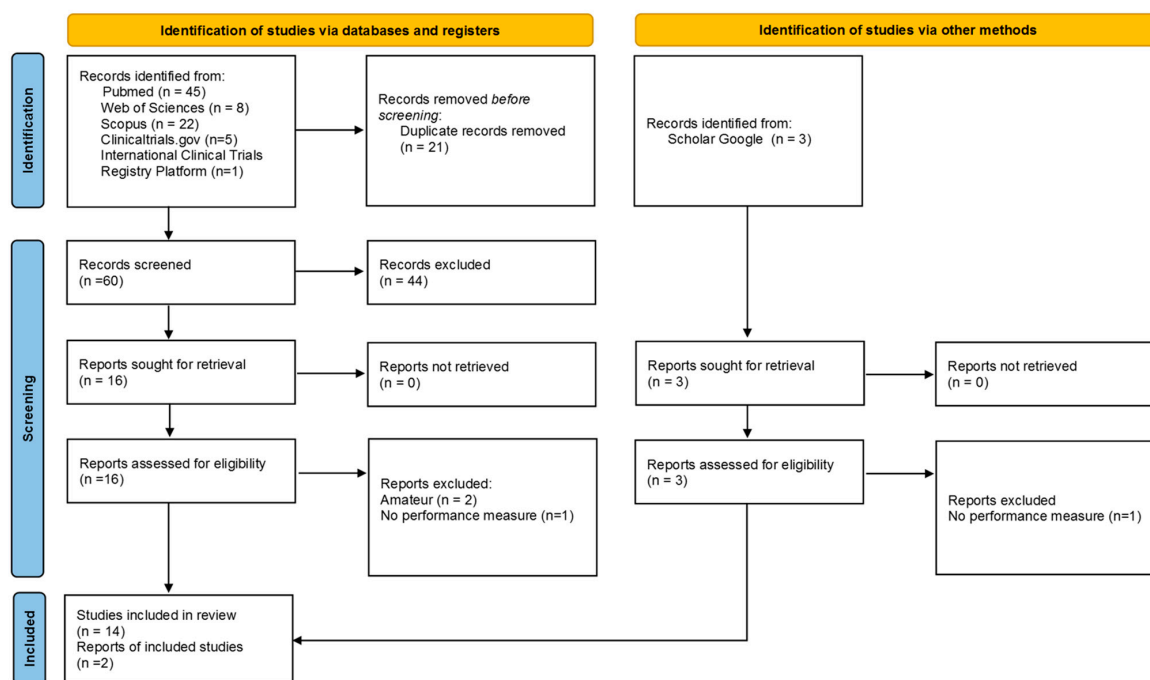 Identification of studies via databases and registers
Identification of studies via other methods
Identification
Records identified from:
Pubmed (n = 45)
Web of Sciences (n = 8)
Scopus (n = 22)
Clinicaltrials.gov (n=5)
International Clinical Trials
Registry Platform (n=1)
Records removed before
screening:
Duplicate records removed
(n = 21)
Records identified from:
Scholar Google (n = 3)
Screening
Records screened
(n =60)
Records excluded
(n = 44)
Reports sought for retrieval
(n = 16)
Reports not retrieved
(n = 0)
Reports sought for retrieval
(n = 3)
Reports not retrieved
(n = 0)
Reports assessed for eligibility
(n =16)
Reports excluded:
Amateur (n = 2)
No performance measure (n=1)
Reports assessed for eligibility
(n = 3)
Reports excluded
No performance measure (n=1)
Included
Studies included in review
(n = 14)
Reports of included studies
(n =2)